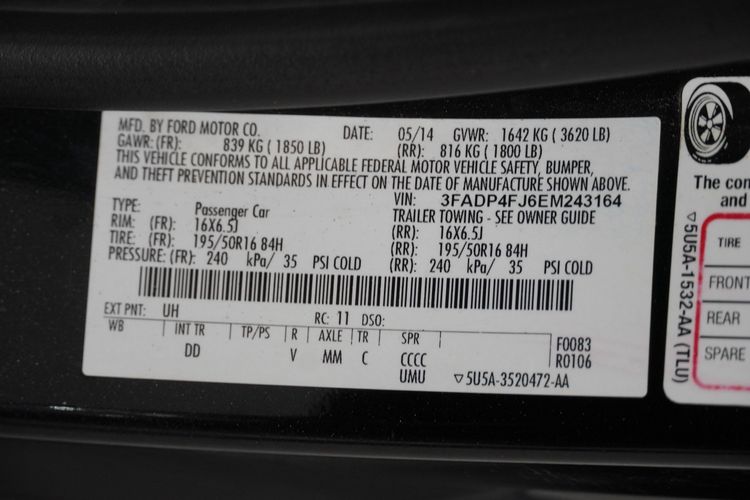 MFD. BY FORD MOTOR CO. DATE: 05/14 GVWR: 1642 KG ( 3620 LB)
GAWR: (FR): 839 KG ( 1850 LB) (RR): 816 KG ( 1800 LB)
THIS VEHICLE CONFORMS TO ALL APPLICABLE FEDERAL MOTOR VEHICLE SAFETY, BUMPER,
AND THEFT PREVENTION STANDARDS IN EFFECT ON THE DATE OF MANUFACTURE SHOWN ABOVE.
VIN: 3FADP4FJ6EM243164
TYPE: Passenger Car TRAILER TOWING - SEE OWNER GUIDE
RIM: (FR) 16X6.5J (RR): 16X6.5J
TIRE: (FR) 195/50R16 84H (RR): 195/50R16 84H
PRESSURE: (FR): 240 kPa/ 35 PSI COLD (RR): 240 kPa/ 35 PSI COLD
EXT PNT: UH RC: 11 DSO:
WB INT TR TP/PS R AXLE TR SPR F0083
DD V MM C CCCC R0106
UMU ▽5U5A-3520472-AA
The con
and
▽5U5A-1532-AA (TLU)
TIRE
FRONT
REAR
SPARE